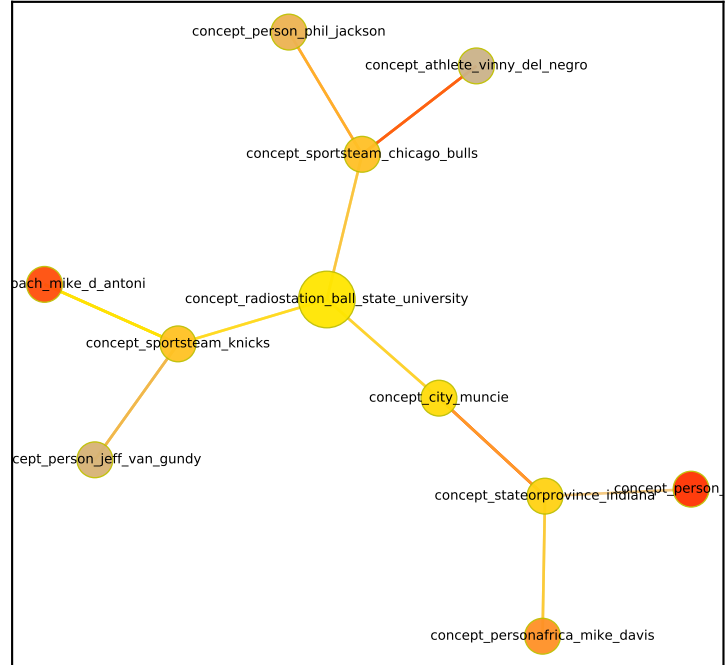 concept_person_phil_jackson
concept_athlete_vinny_del_negro
concept_sportsteam_chicago_bulls
bach_mike_d_antoni
concept_radiostation_ball_state_university
concept_sportsteam_knicks
concept_city_muncie
cept_person_jeff_van_gundy
concept_stateorprovince_indiana
concept_person_
concept_personafrica_mike_davis